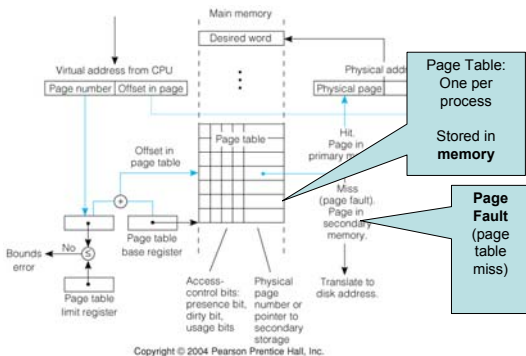 Main memory
Desired word
Virtual address from CPU
Page number
Offset in page
Physical addr
Physical page
Page Table:
One per
process
Stored in
memory
Offset in
page table
Page table
Hit.
Page in
primary m
Miss
(page fault).
Page in
secondary
memory.
Page
Fault
(page
table
miss)
+
No
≤
Bounds
error
Page table
base register
Page table
limit register
Access-
control bits:
presence bit,
dirty bit,
usage bits
Physical
page
number or
pointer to
secondary
storage
Translate to
disk address.
Copyright © 2004 Pearson Prentice Hall, Inc.